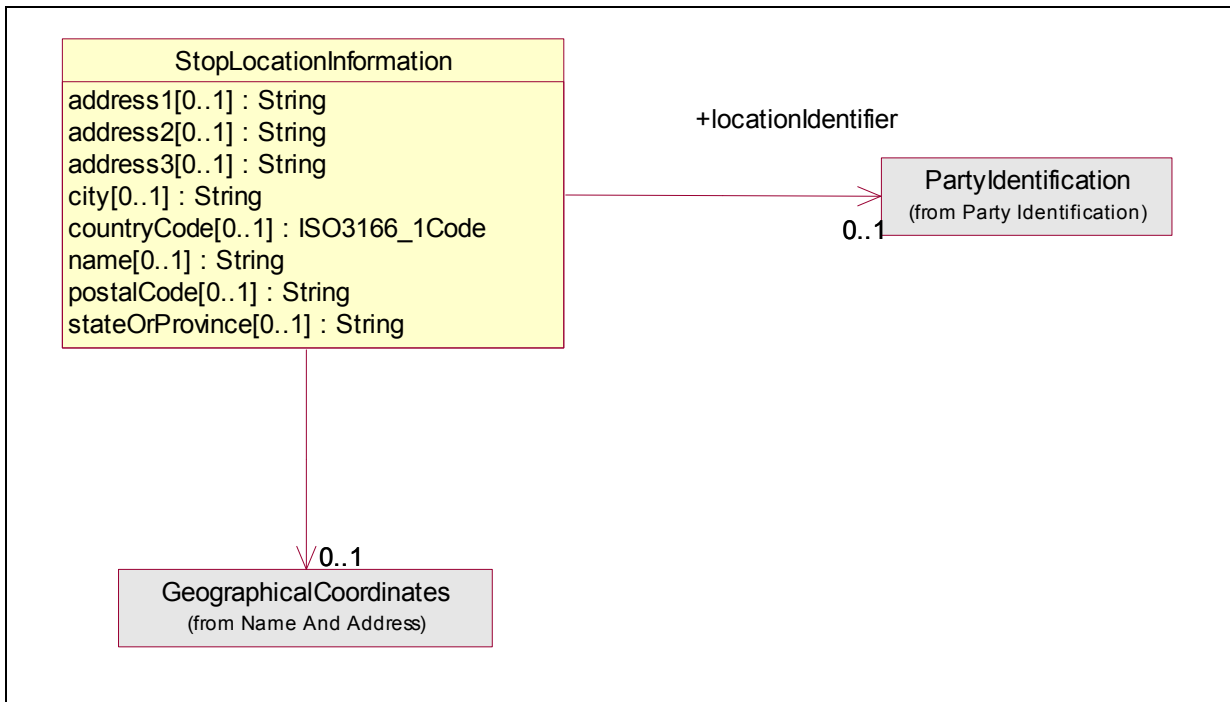 StopLocationInformation
address1[0..1] : String
address2[0..1] : String
address3[0..1] : String
city[0..1] : String
countryCode[0..1] : ISO3166_1Code
name[0..1] : String
postalCode[0..1] : String
stateOrProvince[0..1] : String
+locationIdentifier
PartyIdentification
(from Party Identification)
0..1
0..1
GeographicalCoordinates
(from Name And Address)